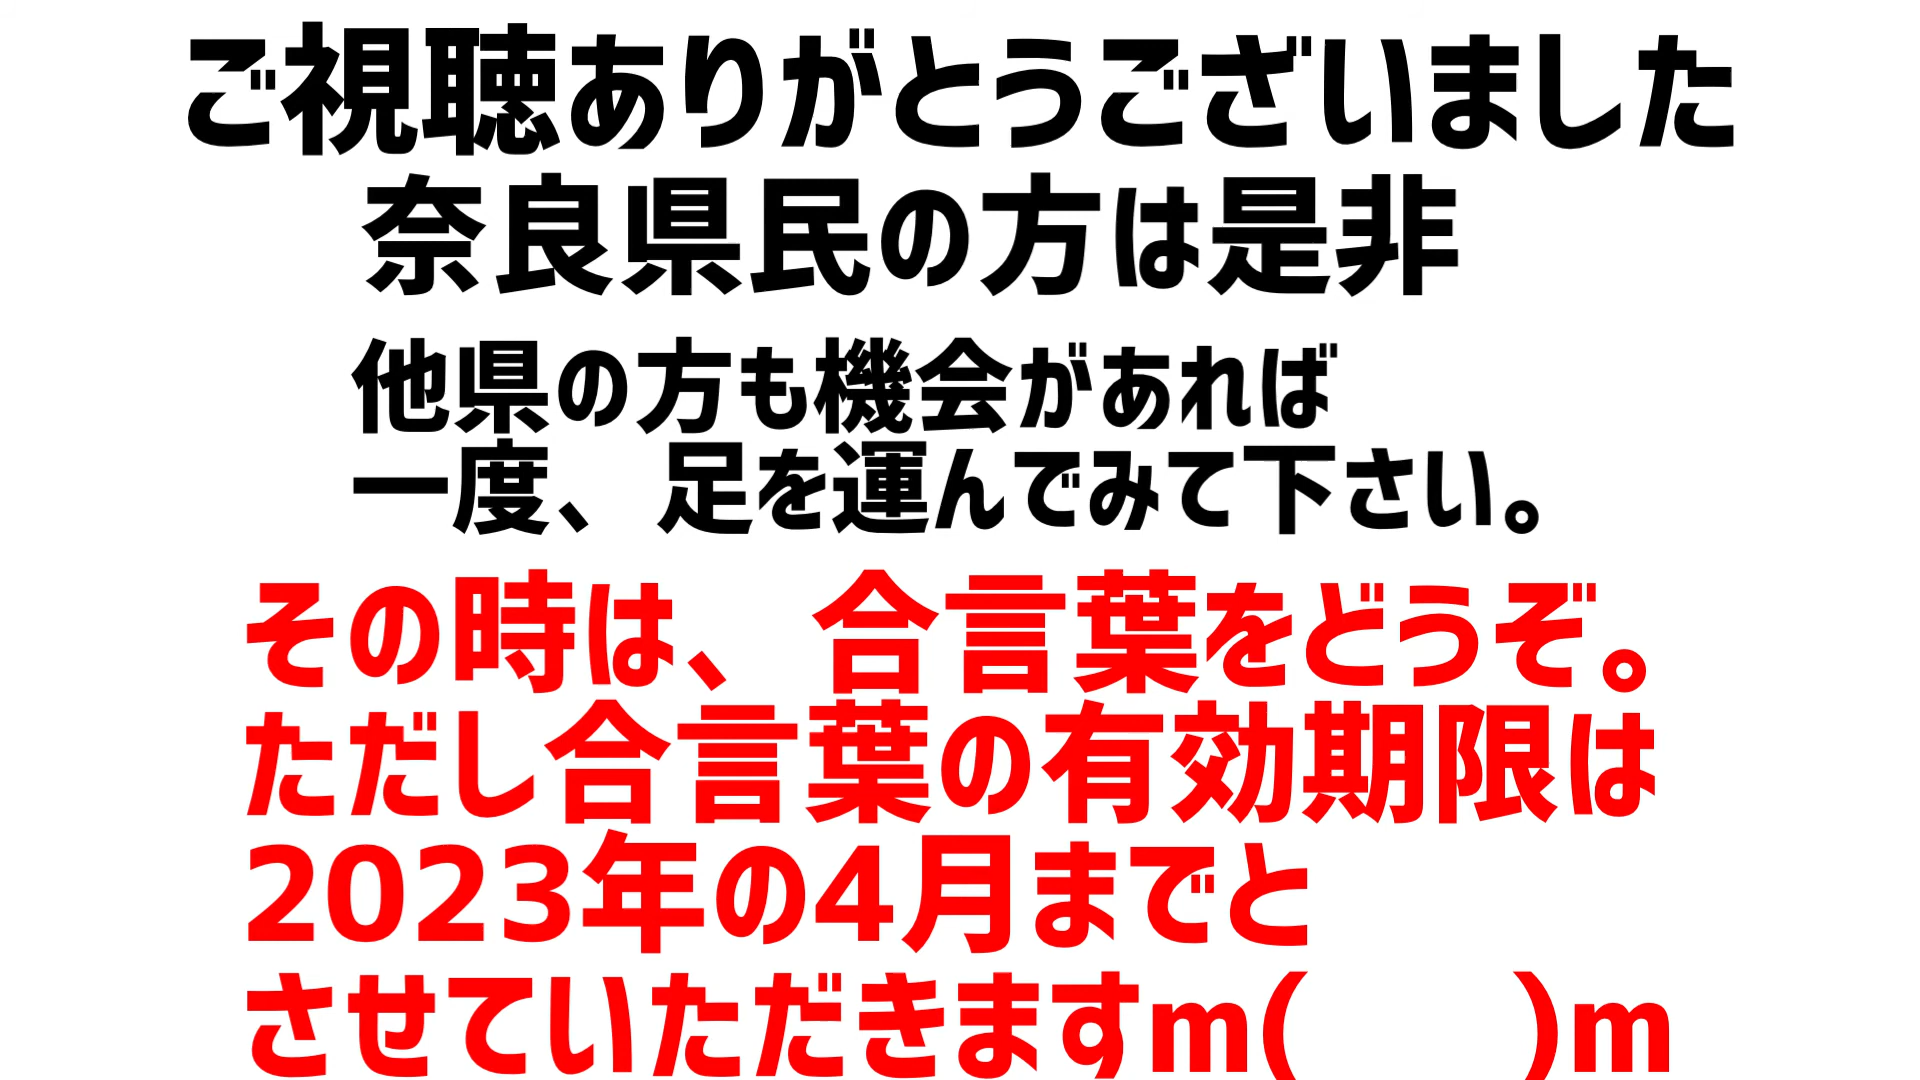 ご視聴ありがとうございました
奈良県民の方は是非
他県の方も機会があれば
一度、足を運んでみて下さい。
その時は、合言葉をどうぞ。
ただし合言葉の有効期限は
2023年の4月までと
させていただきますm(　　)m